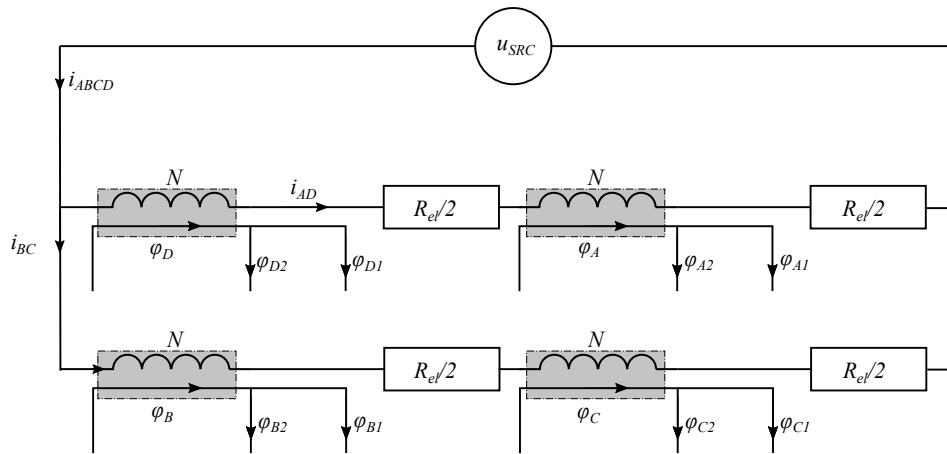 u_SRC
i_ABCD
N
i_AD
R_el/2
N
R_el/2
i_BC
φ_D
φ_D2
φ_D1
φ_A
φ_A2
φ_A1
N
R_el/2
N
R_el/2
φ_B
φ_B2
φ_B1
φ_C
φ_C2
φ_C1